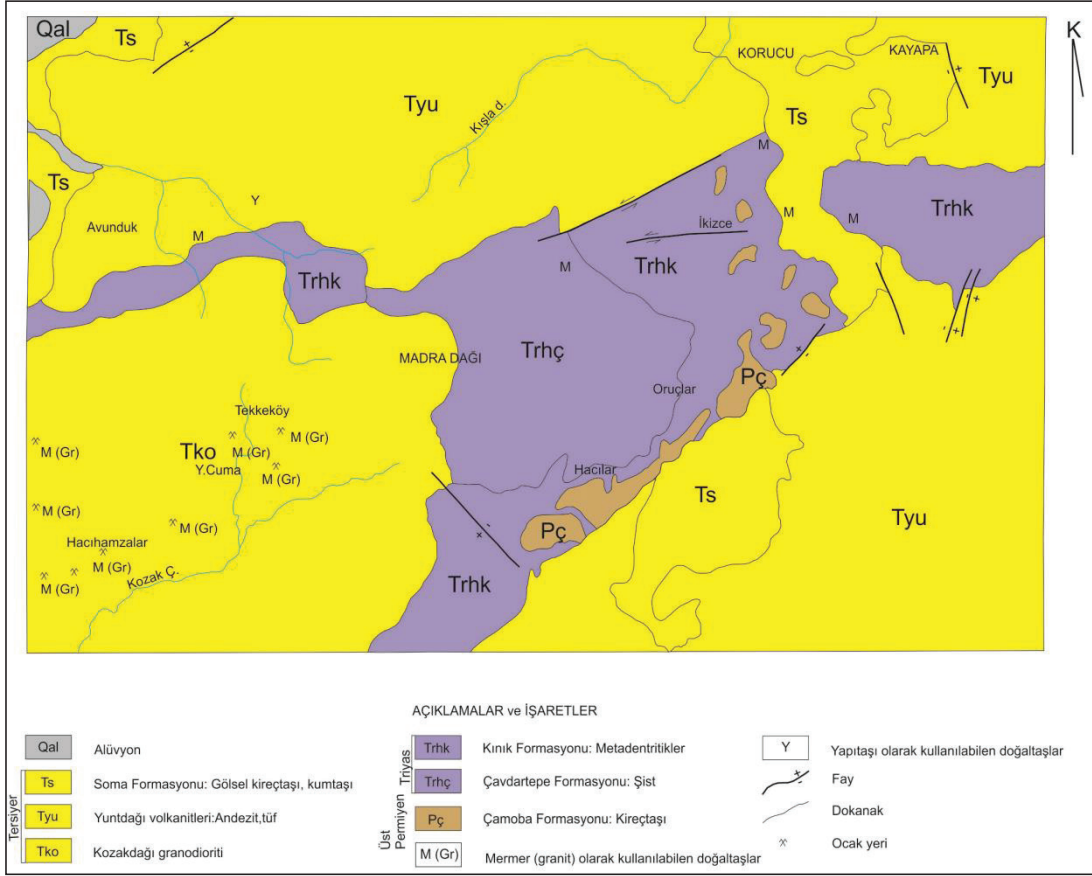 Qal
Ts
KORUCU
KAYAPA
K
Tyu
Kışla d.
Tyu
Ts
M
Ts
Y
Avunduk
M
İkizce
M
M
Trhk
Trhk
M
Trhk
Trhç
MADRA DAĞI
Pç
Oruçlar
Tekkeköy
M (Gr)
M (Gr)
M (Gr)
Tko
Y.Cuma
M (Gr)
Hacılar
Ts
M (Gr)
M (Gr)
Tyu
Pç
Hacıhamzalar
M (Gr)
M (Gr)
Kozak Ç.
Trhk
AÇIKLAMALAR ve İŞARETLER
Qal Alüvyon
Tersiyer
Ts Soma Formasyonu: Gölsel kireçtaşı, kumtaşı
Tyu Yuntdağı volkanitleri:Andezit,tüf
Tko Kozakdağı granodioriti
Triyas
Trhk Kınık Formasyonu: Metadentritikler
Trhç Çavdartepe Formasyonu: Şist
Üst
Permiyen
Pç Çamoba Formasyonu: Kireçtaşı
M (Gr) Mermer (granit) olarak kullanılabilen doğaltaşlar
Y Yapıtaşı olarak kullanılabilen doğaltaşlar
Fay
Dokanak
Ocak yeri